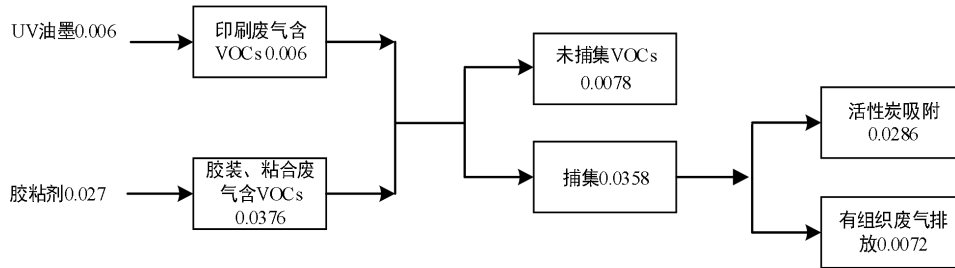 UV油墨0.006
印刷废气含
VOCs 0.006
胶粘剂0.027
胶装、粘合废
气含VOCs
0.0376
未捕集VOCs
0.0078
捕集0.0358
活性炭吸附
0.0286
有组织废气排
放0.0072